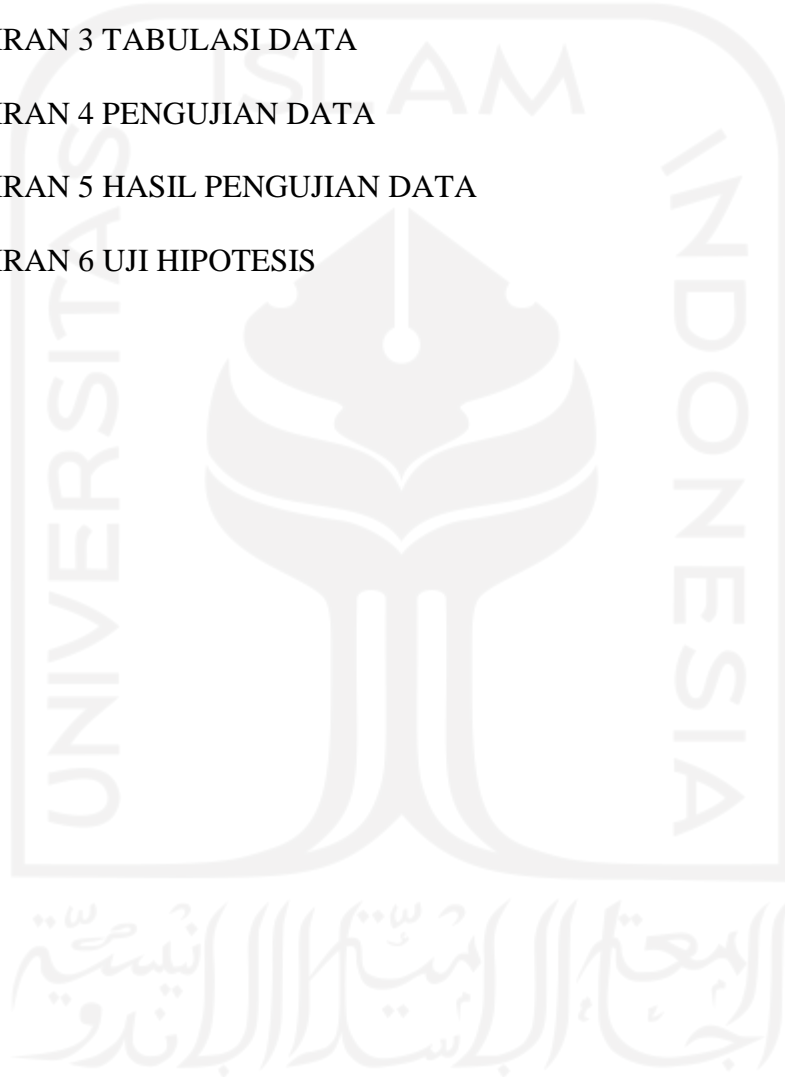 IRAN 3 TABULASI DATA
IRAN 4 PENGUJIAN DATA
IRAN 5 HASIL PENGUJIAN DATA
IRAN 6 UJI HIPOTESIS
ISLAM
UNIVERSITAS
INDONESIA